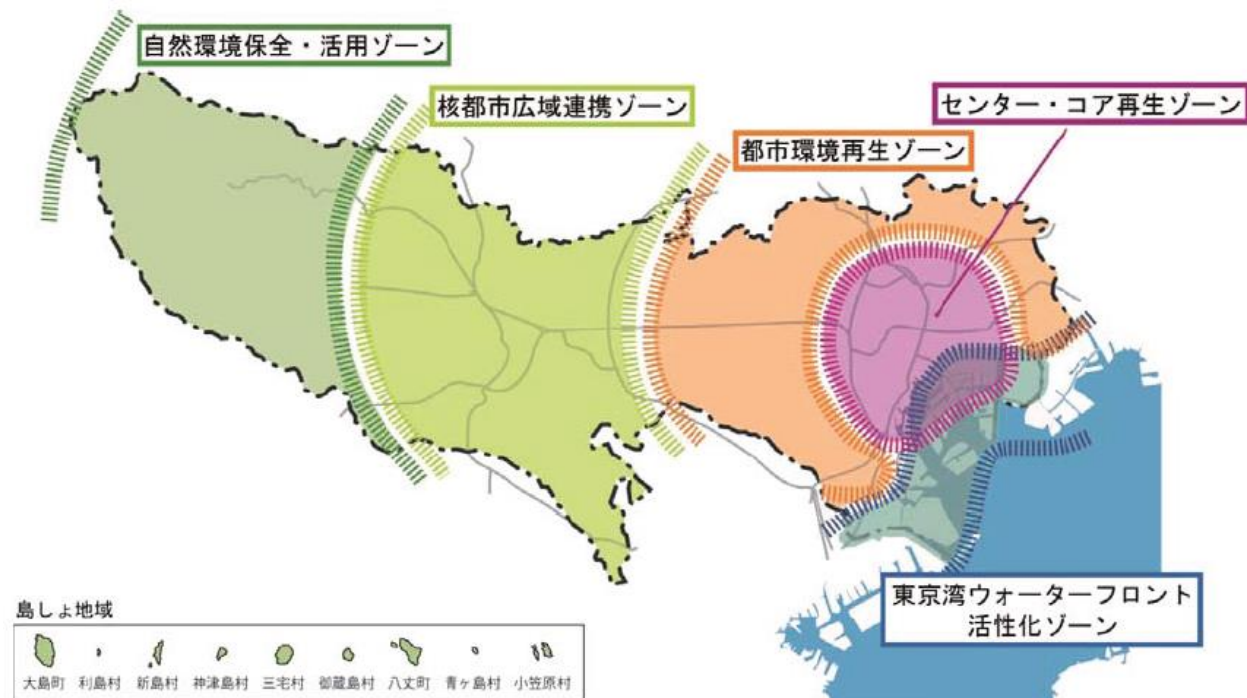 自然環境保全・活用ゾーン
核都市広域連携ゾーン
センター・コア再生ゾーン
都市環境再生ゾーン
東京湾ウォーターフロント
活性化ゾーン
島しょ地域
大島町 利島村 新島村 神津島村 三宅村 御蔵島村 八丈町 青ヶ島村 小笠原村